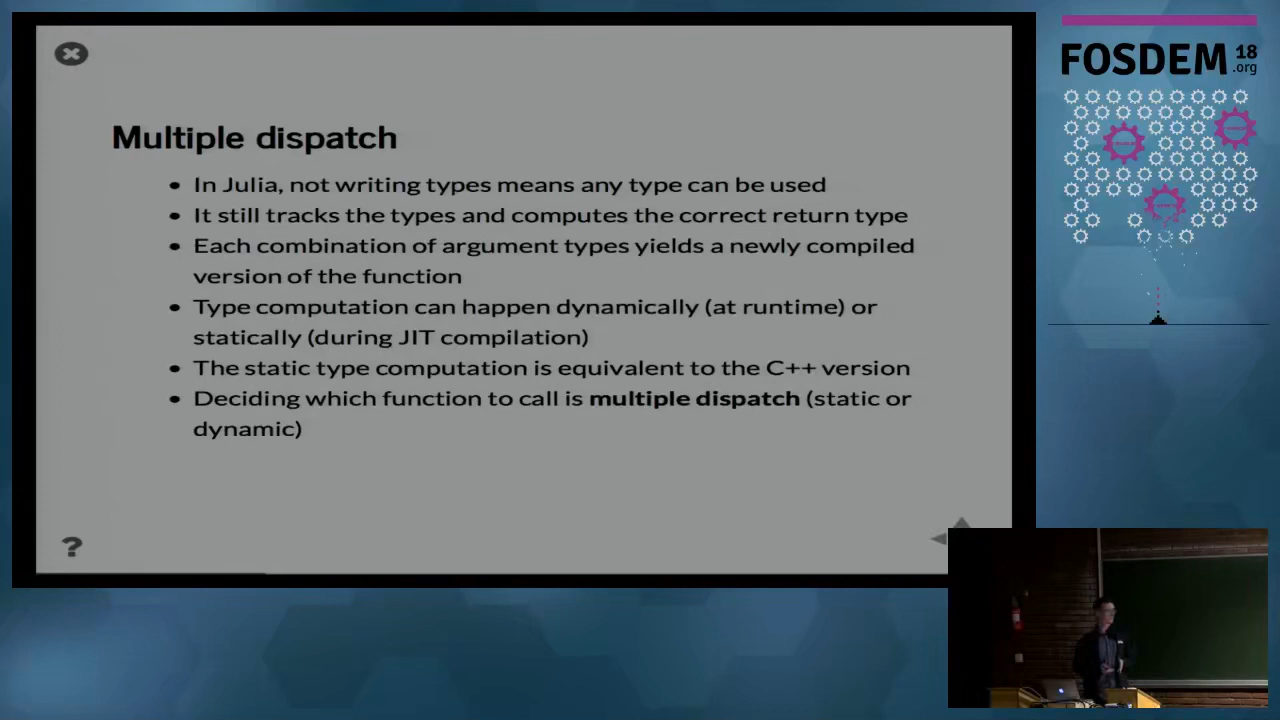 Multiple dispatch
• In Julia, not writing types means any type can be used
• It still tracks the types and computes the correct return type
• Each combination of argument types yields a newly compiled
version of the function
• Type computation can happen dynamically (at runtime) or
statically (during JIT compilation)
• The static type computation is equivalent to the C++ version
• Deciding which function to call is multiple dispatch (static or
dynamic)
?
FOSDEM 18
.org